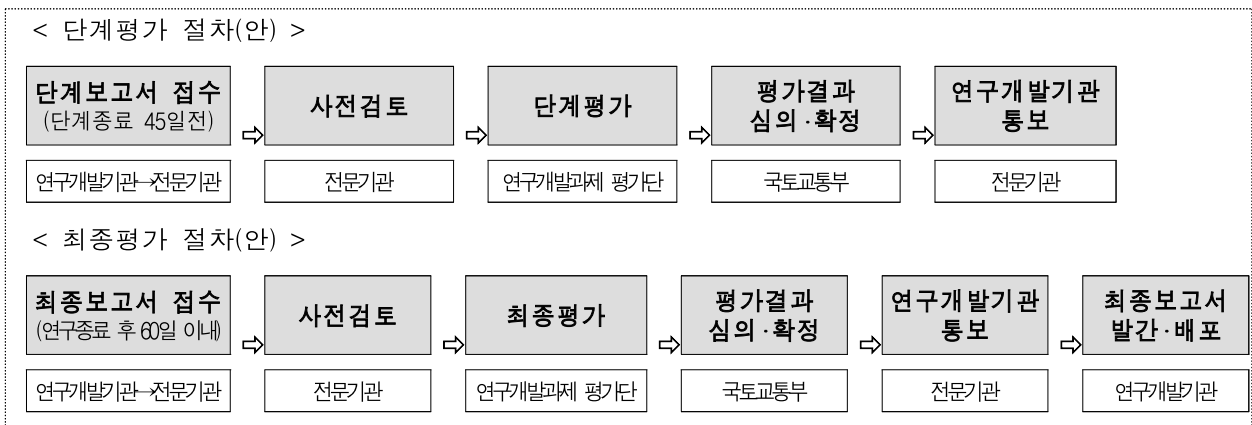 < 단계평가 절차(안) >
단계보고서 접수
(단계종료 45일전)
⇨
사전검토
⇨
단계평가
⇨
평가결과
심의·확정
⇨
연구개발기관
통보
연구개발기관→전문기관
전문기관
연구개발과제 평가단
국토교통부
전문기관
< 최종평가 절차(안) >
최종보고서 접수
(연구종료 후 60일 이내)
⇨
사전검토
⇨
최종평가
⇨
평가결과
심의·확정
⇨
연구개발기관
통보
⇨
최종보고서
발간·배포
연구개발기관→전문기관
전문기관
연구개발과제 평가단
국토교통부
전문기관
연구개발기관